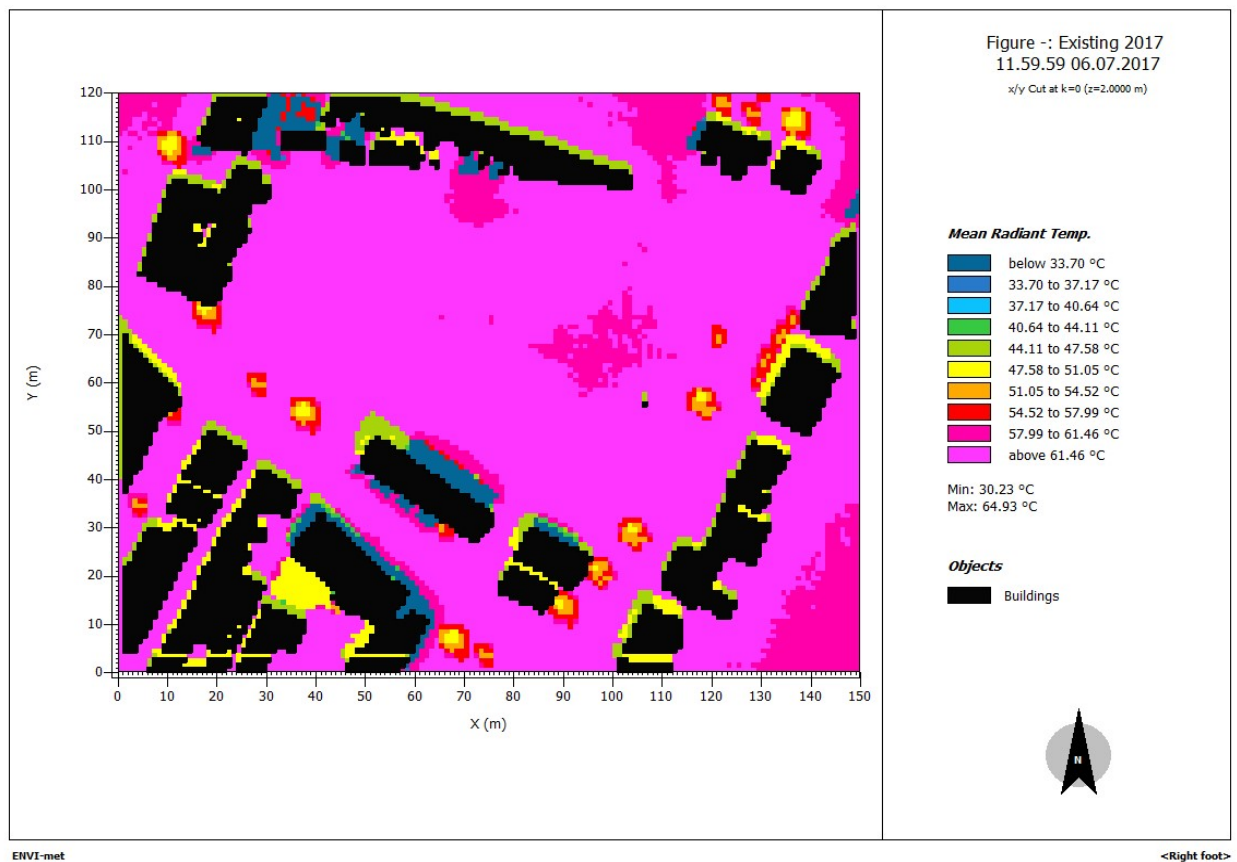 Figure -: Existing 2017
11.59.59 06.07.2017
x/y Cut at k=0 (z=2.0000 m)
120
110
100
90
80
70
60
50
40
30
20
10
0
Y (m)
0 10 20 30 40 50 60 70 80 90 100 110 120 130 140 150
X (m)
Mean Radiant Temp.
below 33.70 °C
33.70 to 37.17 °C
37.17 to 40.64 °C
40.64 to 44.11 °C
44.11 to 47.58 °C
47.58 to 51.05 °C
51.05 to 54.52 °C
54.52 to 57.99 °C
57.99 to 61.46 °C
above 61.46 °C
Min: 30.23 °C
Max: 64.93 °C
Objects
Buildings
N
ENVI-met
<Right foot>